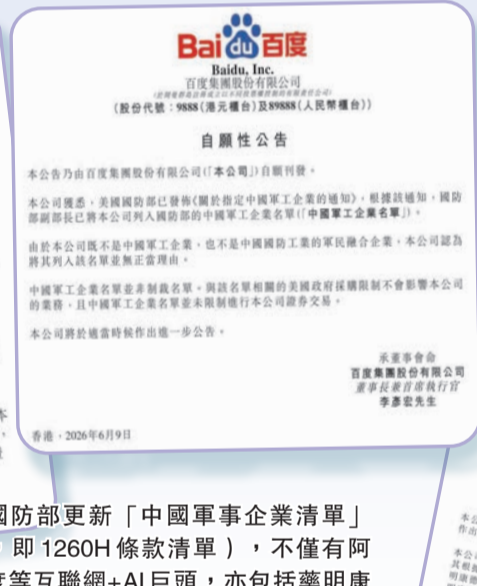 Bai du 百度
Baidu, Inc.
百度集團股份有限公司
(股份代號：9888(港元櫃台)及89888(人民幣櫃台))
自願性公告
本公告乃由百度集團股份有限公司(「本公司」)自願刊發。
本公司獲悉，美國國防部已發佈《關於指定中國軍工企業的通知》，根據該通知，國防
部副部長已將本公司列入國防部的中國軍工企業名單(「中國軍工企業名單」)。
由於本公司既不是中國軍工企業，也不是中國國防工業的軍民融合企業，本公司認為
將其列入該名單並無正當理由。
中國軍工企業名單並非制裁名單。與該名單相關的美國政府採購限制不會影響本公司
的業務，且中國軍工企業名單並未限制進行本公司證券交易。
本公司將於適當時候作出進一步公告。
承董事會命
百度集團股份有限公司
董事長兼首席執行官
李彥宏先生
香港，2026年6月9日
國防部更新「中國軍事企業清單」
即1260H條款清單），不僅有阿
度等互聯網+AI巨頭，亦包括藥明康